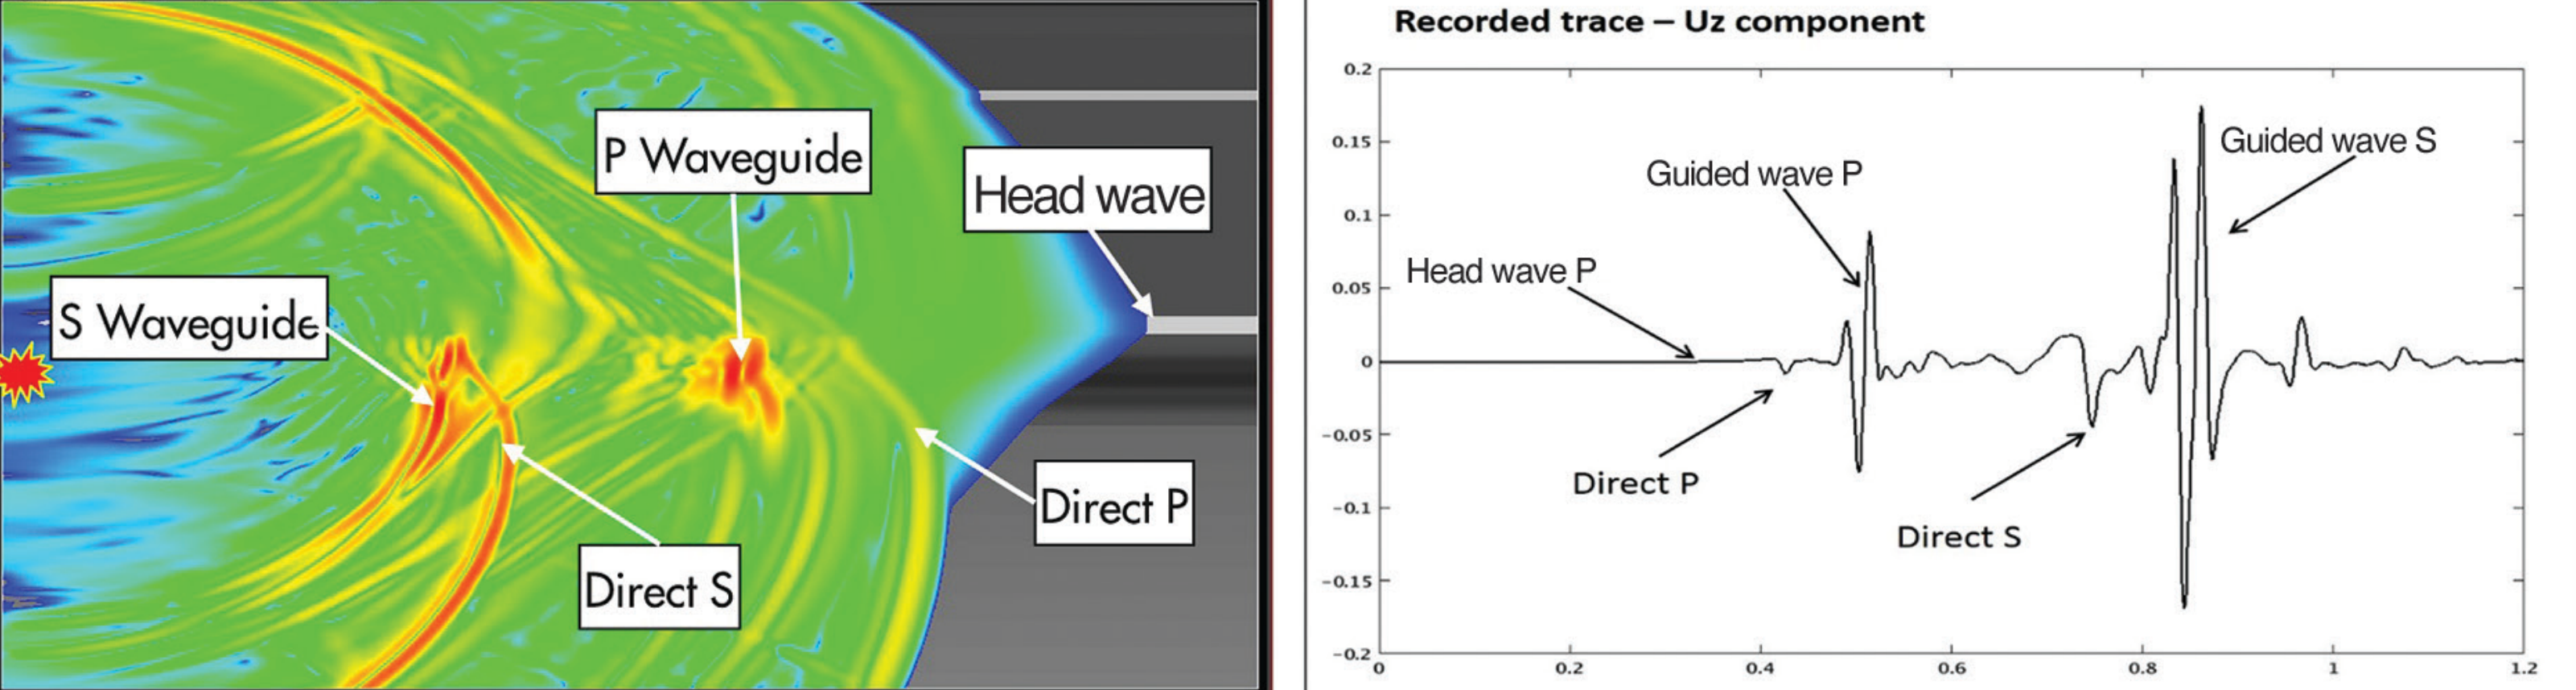 P Waveguide
Head wave
S Waveguide
Direct P
Direct S
Recorded trace – Uz component
0.2
0.15
0.1
0.05
0
−0.05
−0.1
−0.15
−0.2
0
0.2
0.4
0.6
0.8
1
1.2
Guided wave S
Guided wave P
Head wave P
Direct P
Direct S